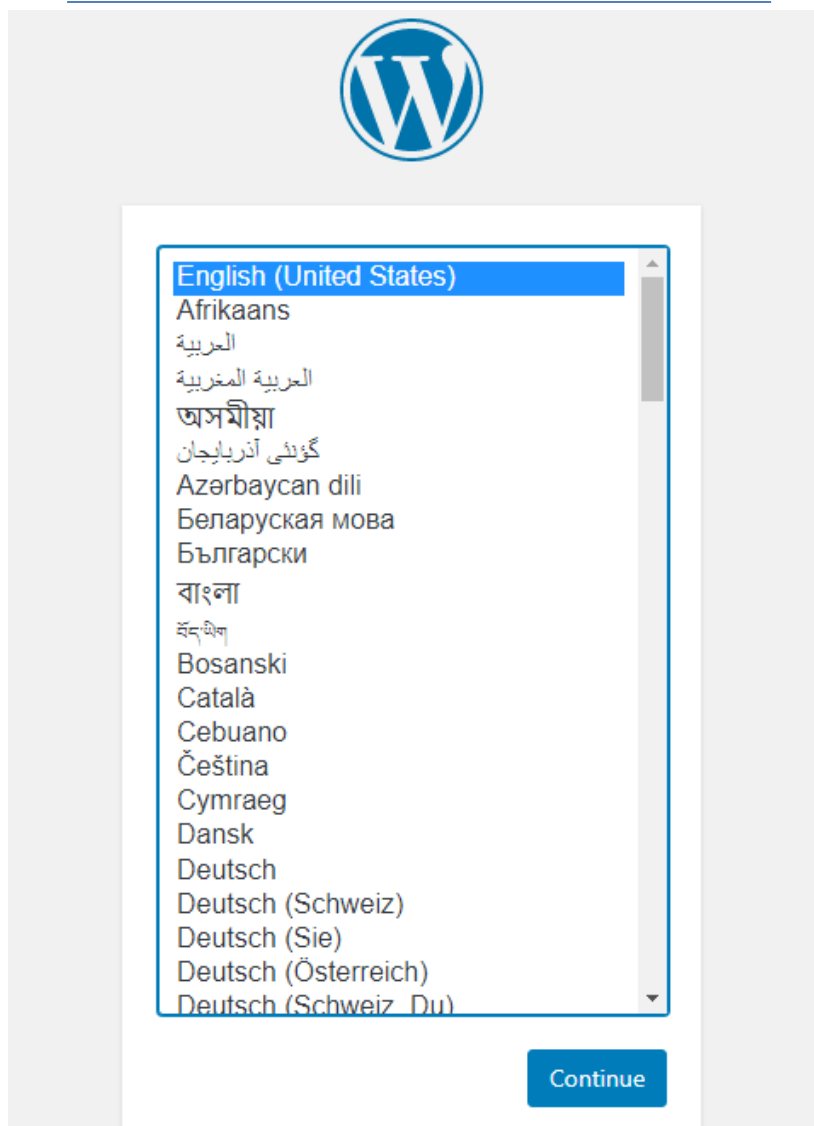 English (United States)
Afrikaans
العربية
العربية المغربية
অসমীয়া
گؤنئی آذربایجان
Azərbaycan dili
Беларуская мова
Български
বাংলা
བོད་ཡིག
Bosanski
Català
Cebuano
Čeština
Cymraeg
Dansk
Deutsch
Deutsch (Schweiz)
Deutsch (Sie)
Deutsch (Österreich)
Deutsch (Schweiz, Du)
Continue